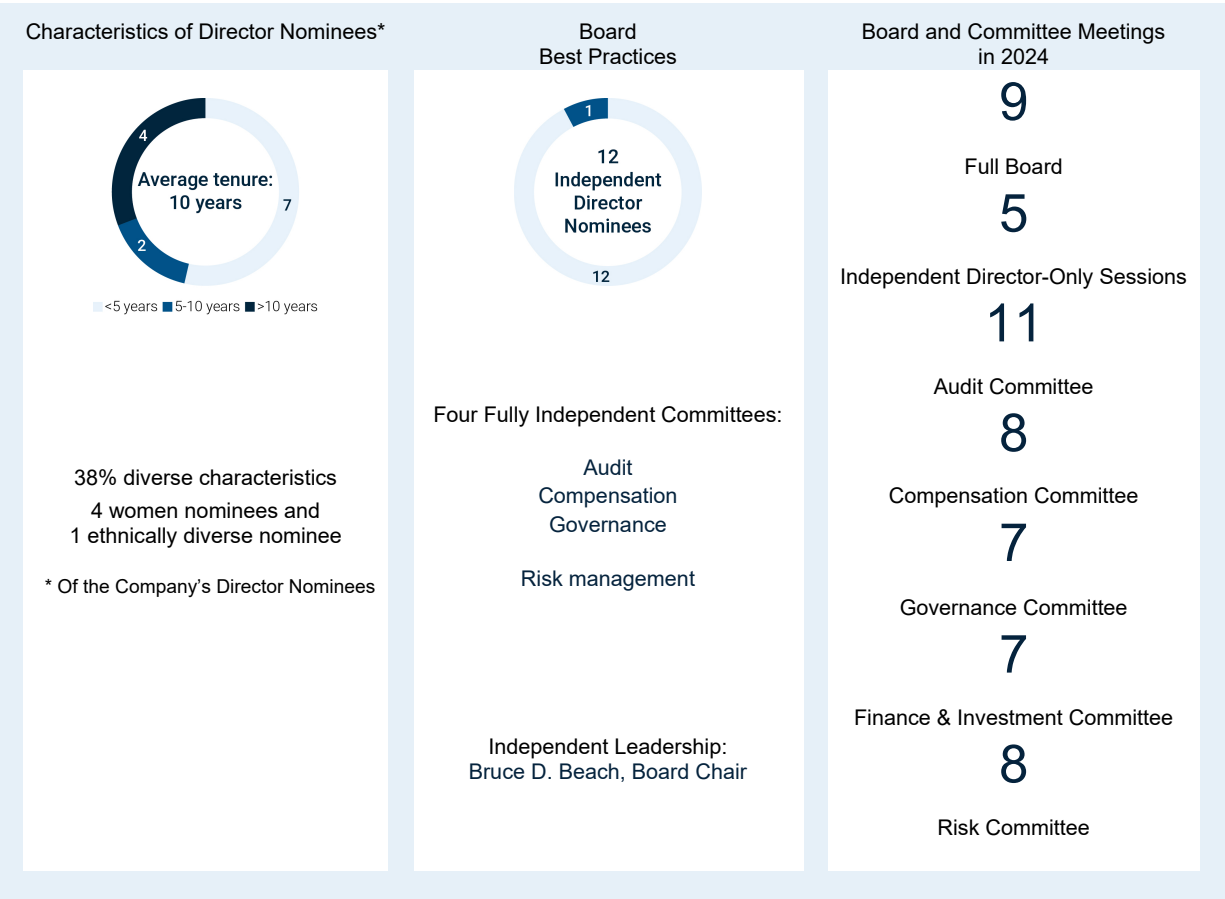 Characteristics of Director Nominees*
4
Average tenure:
10 years
7
2
<5 years 5-10 years >10 years
38% diverse characteristics
4 women nominees and
1 ethnically diverse nominee
* Of the Company’s Director Nominees
Board
Best Practices
1
12
Independent
Director
Nominees
12
Four Fully Independent Committees:
Audit
Compensation
Governance
Risk management
Independent Leadership:
Bruce D. Beach, Board Chair
Board and Committee Meetings
in 2024
9
Full Board
5
Independent Director-Only Sessions
11
Audit Committee
8
Compensation Committee
7
Governance Committee
7
Finance & Investment Committee
8
Risk Committee